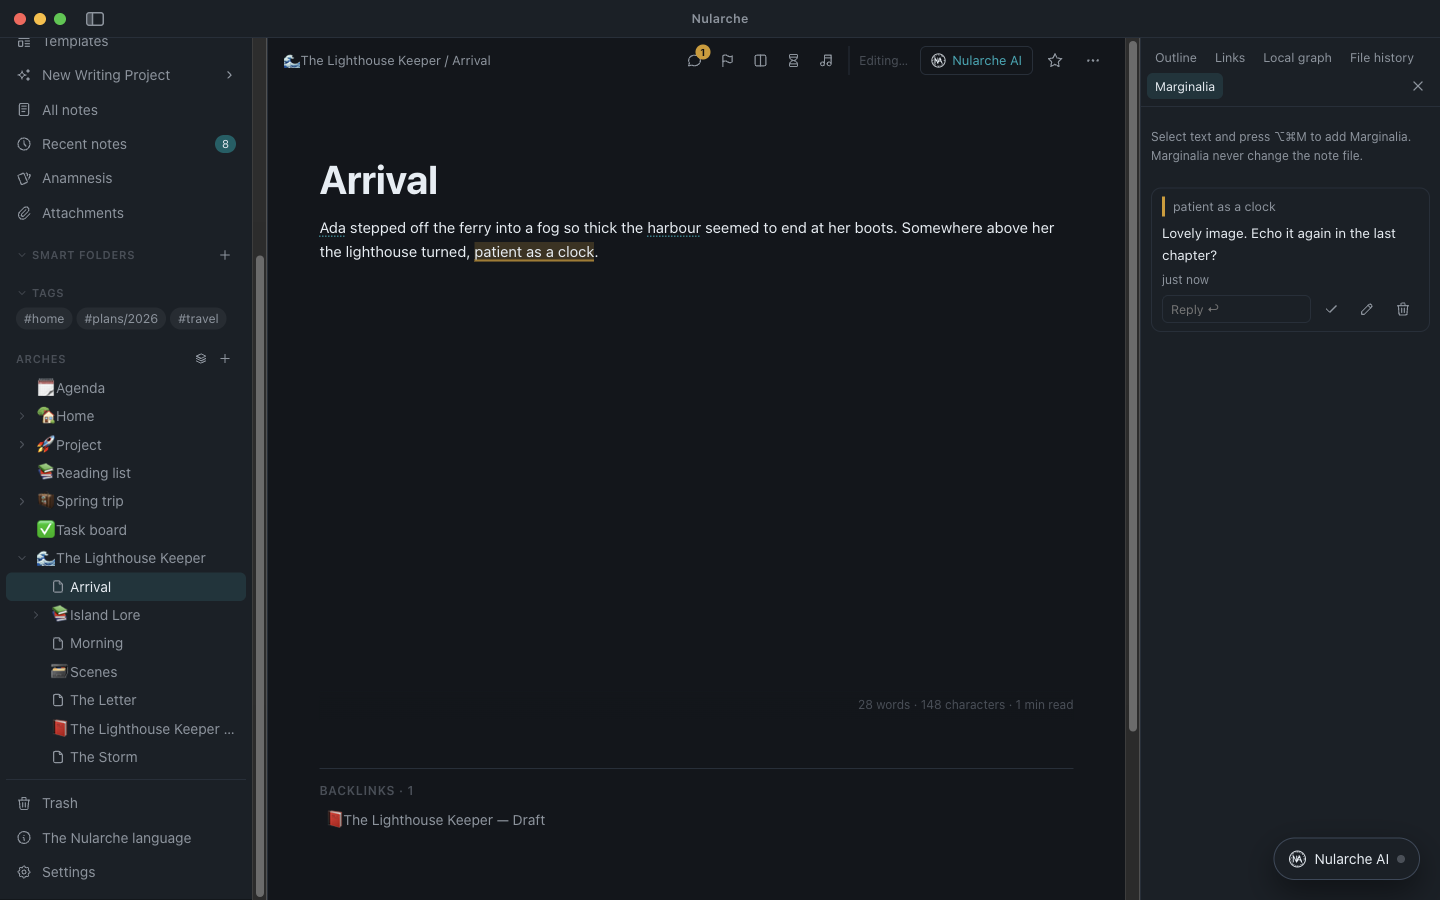 Nularche
Templates
New Writing Project
All notes
Recent notes 8
Anamnesis
Attachments
SMART FOLDERS
TAGS
#home #plans/2026 #travel
ARCHES
Agenda
Home
Project
Reading list
Spring trip
Task board
The Lighthouse Keeper
Arrival
Island Lore
Morning
Scenes
The Letter
The Lighthouse Keeper ...
The Storm
Trash
The Nularche language
Settings
The Lighthouse Keeper / Arrival
1
Editing...
Nularche AI
Arrival
Ada stepped off the ferry into a fog so thick the harbour seemed to end at her boots. Somewhere above her
the lighthouse turned, patient as a clock.
28 words · 148 characters · 1 min read
BACKLINKS · 1
The Lighthouse Keeper — Draft
Outline Links Local graph File history
Marginalia
Select text and press ⌥⌘M to add Marginalia.
Marginalia never change the note file.
patient as a clock
Lovely image. Echo it again in the last
chapter?
just now
Reply ↩
Nularche AI